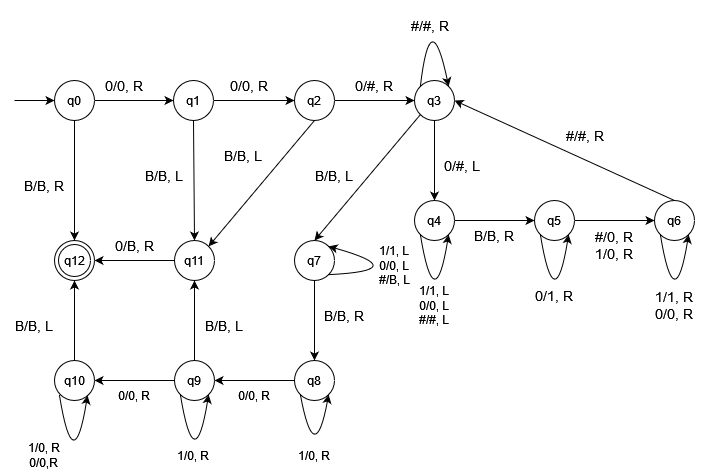 #/#, R
q0
0/0, R
q1
0/0, R
q2
0/#, R
q3
#/#, R
B/B, R
B/B, L
B/B, L
B/B, L
0/#, L
q12
0/B, R
q11
q7
1/1, L
0/0, L
#/B, L
q4
B/B, R
q5
#/0, R
1/0, R
q6
1/1, L
0/0, L
#/#, L
0/1, R
1/1, R
0/0, R
B/B, L
B/B, L
B/B, R
q10
0/0, R
q9
0/0, R
q8
1/0, R
0/0,R
1/0, R
1/0, R